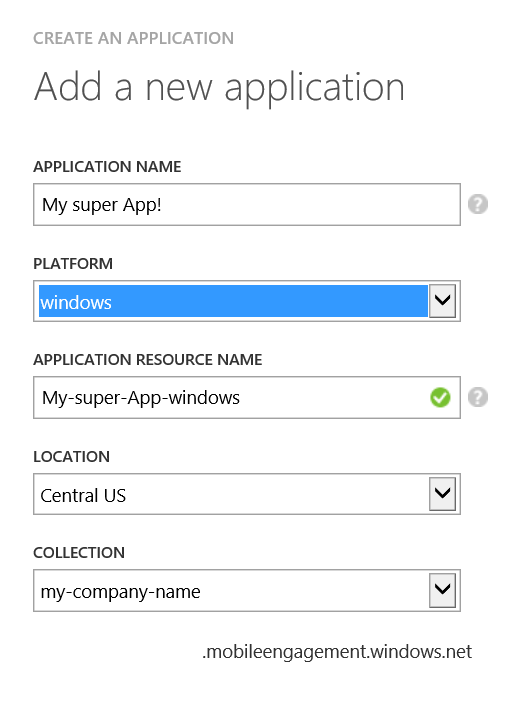 CREATE AN APPLICATION
Add a new application
APPLICATION NAME
My super App!
?
PLATFORM
windows
APPLICATION RESOURCE NAME
My-super-App-windows
?
LOCATION
Central US
COLLECTION
my-company-name
.mobileengagement.windows.net